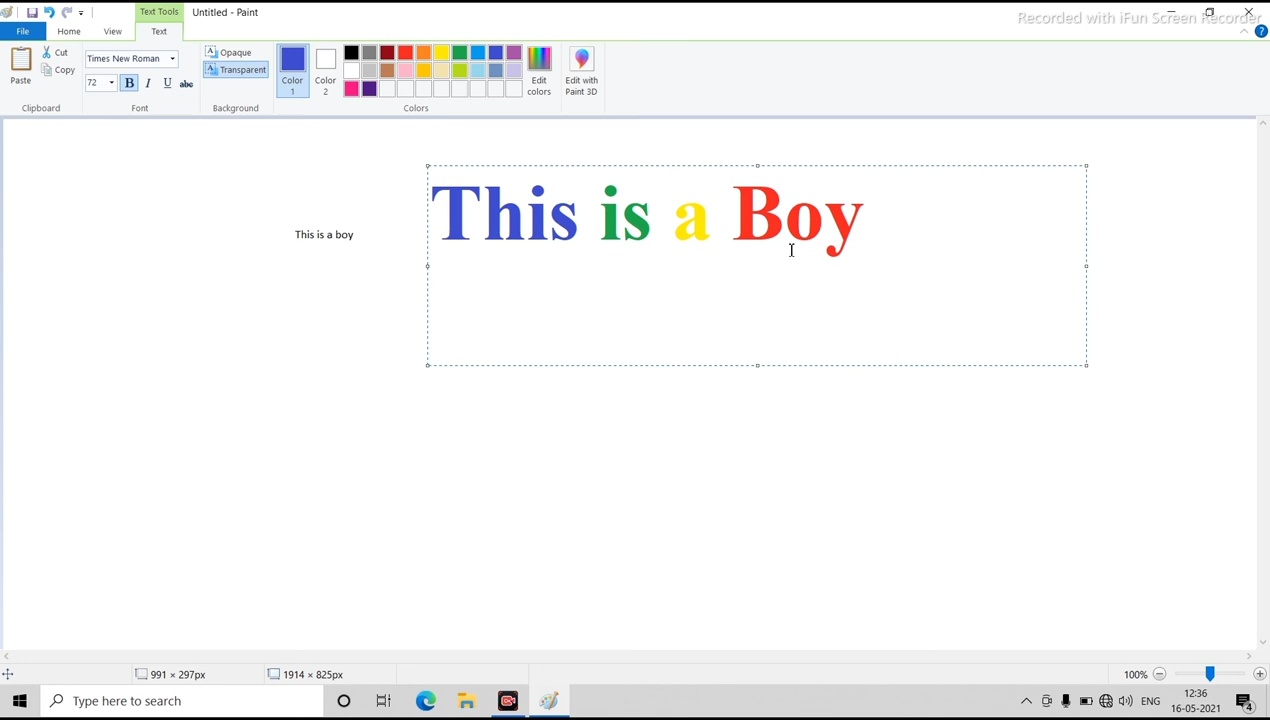 Text Tools
Untitled - Paint
Recorded with iFun Screen Recorder
File
Home
View
Text
Paste
Cut
Copy
Clipboard
Times New Roman
72
B
I
U
abc
Font
A
Opaque
A
Transparent
Background
Color
1
Color
2
Edit
colors
Colors
Edit with
Paint 3D
This is a boy
This is a Boy
991 × 297px
1914 × 825px
100%
Type here to search
ENG
12:36
16-05-2021
4